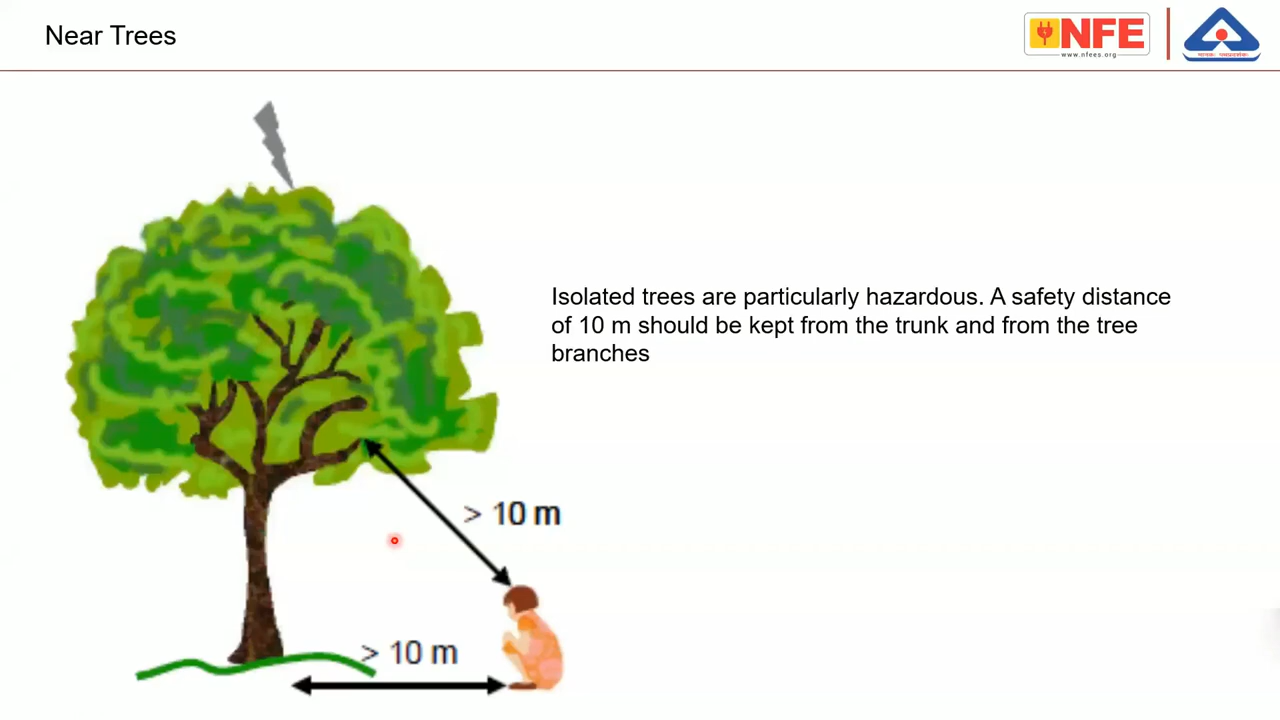 Near Trees
NFE
www.nfees.org
Isolated trees are particularly hazardous. A safety distance
of 10 m should be kept from the trunk and from the tree
branches
> 10 m
> 10 m